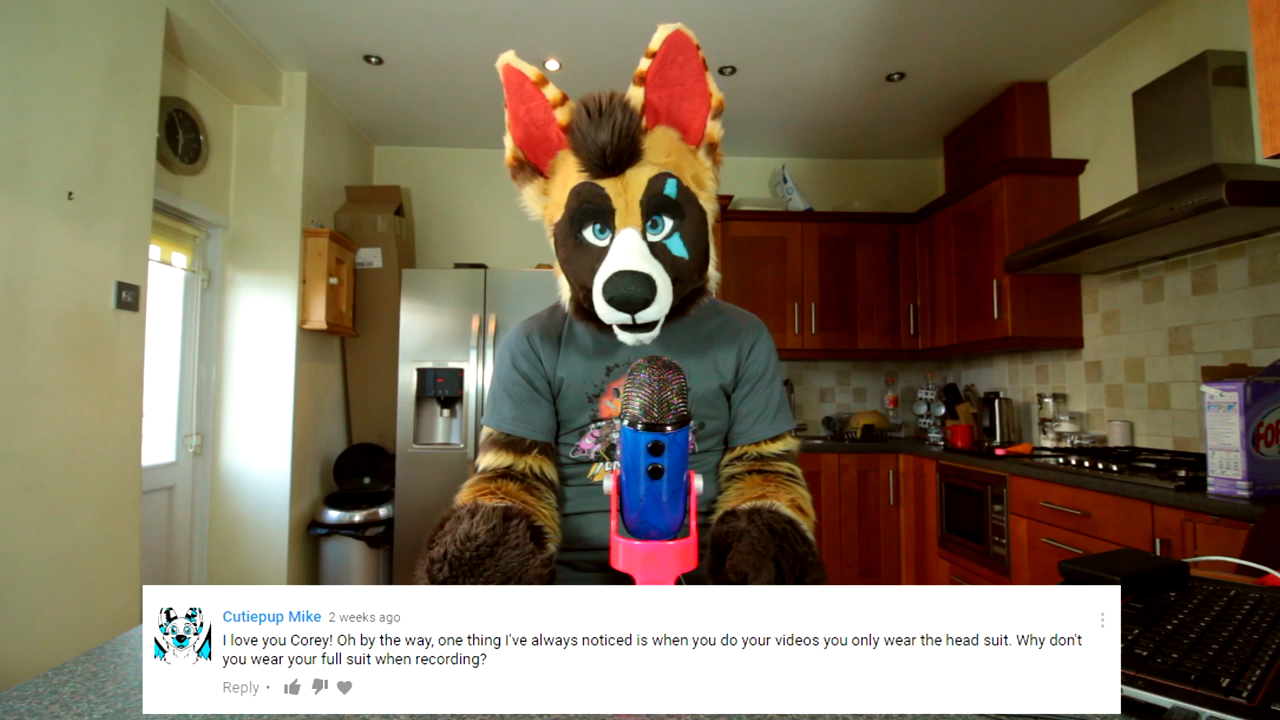 Cutiepup Mike 2 weeks ago
I love you Corey! Oh by the way, one thing I've always noticed is when you do your videos you only wear the head suit. Why don't
you wear your full suit when recording?
Reply •
FOR